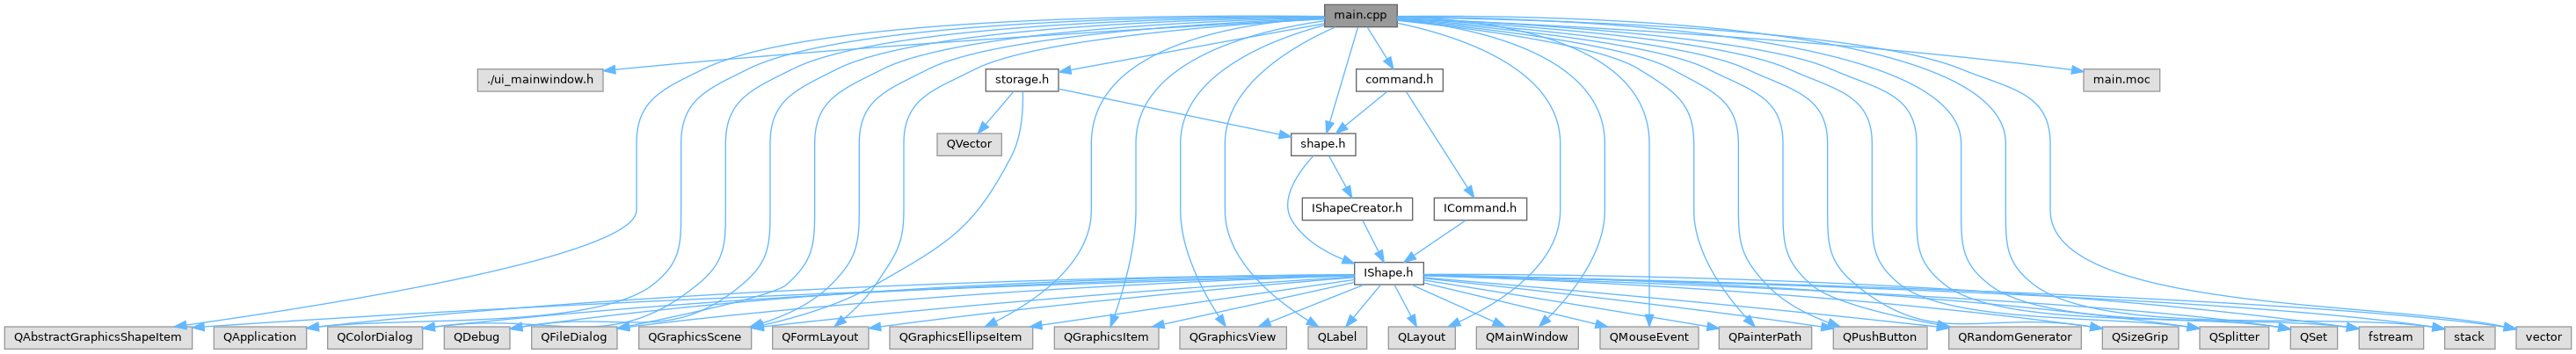 main.cpp
./ui_mainwindow.h
storage.h
command.h
main.moc
QVector
shape.h
IShapeCreator.h
ICommand.h
IShape.h
QAbstractGraphicsShapeItem
QApplication
QColorDialog
QDebug
QFileDialog
QGraphicsScene
QFormLayout
QGraphicsEllipseItem
QGraphicsItem
QGraphicsView
QLabel
QLayout
QMainWindow
QMouseEvent
QPainterPath
QPushButton
QRandomGenerator
QSizeGrip
QSplitter
QSet
fstream
stack
vector